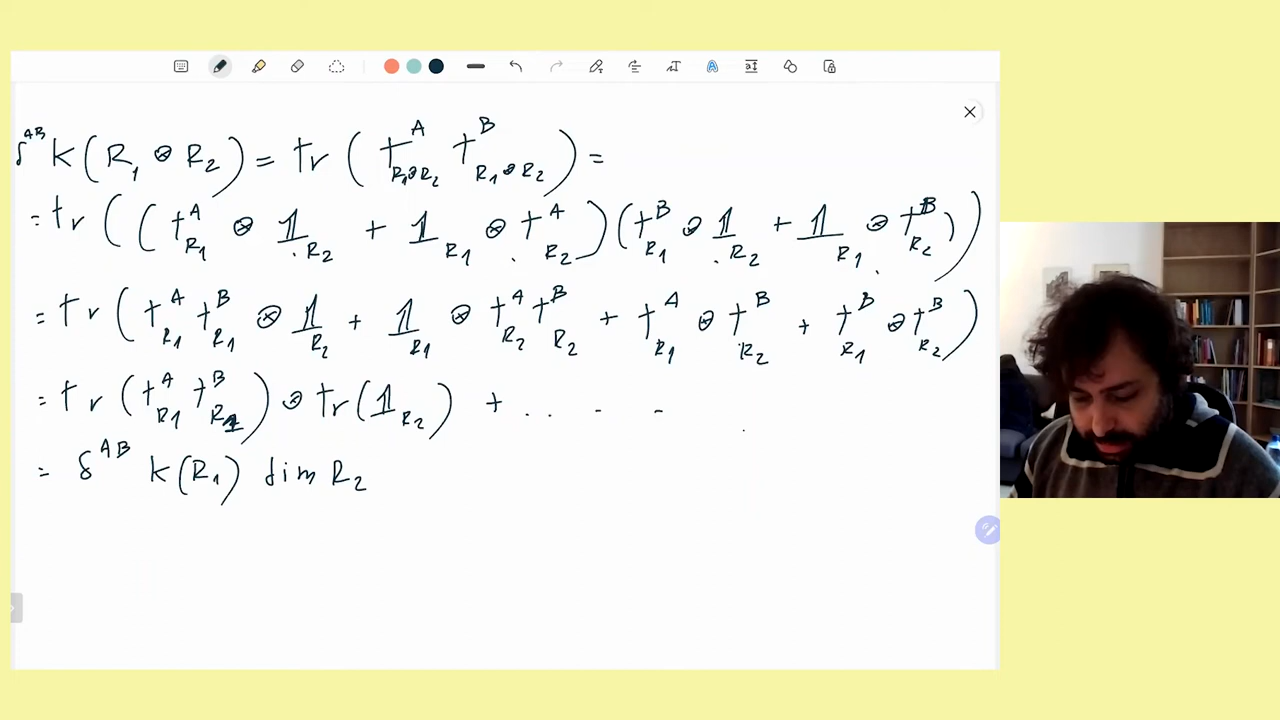 δ^{AB} K(R_1 ⊗ R_2) = tr(t^A_{R_1⊗R_2} t^B_{R_1⊗R_2}) =
= tr((t^A_{R_1} ⊗ 𝟙_{R_2} + 𝟙_{R_1} ⊗ t^A_{R_2})(t^B_{R_1} ⊗ 𝟙_{R_2} + 𝟙_{R_1} ⊗ t^B_{R_2}))
= tr(t^A_{R_1} t^B_{R_1} ⊗ 𝟙_{R_2} + 𝟙_{R_1} ⊗ t^A_{R_2} t^B_{R_2} + t^A_{R_1} ⊗ t^B_{R_2} + t^B_{R_1} ⊗ t^B_{R_2})
= tr(t^A_{R_1} t^B_{R_1}) ⊗ tr(𝟙_{R_2}) + .. - -
= δ^{AB} K(R_1) dim R_2